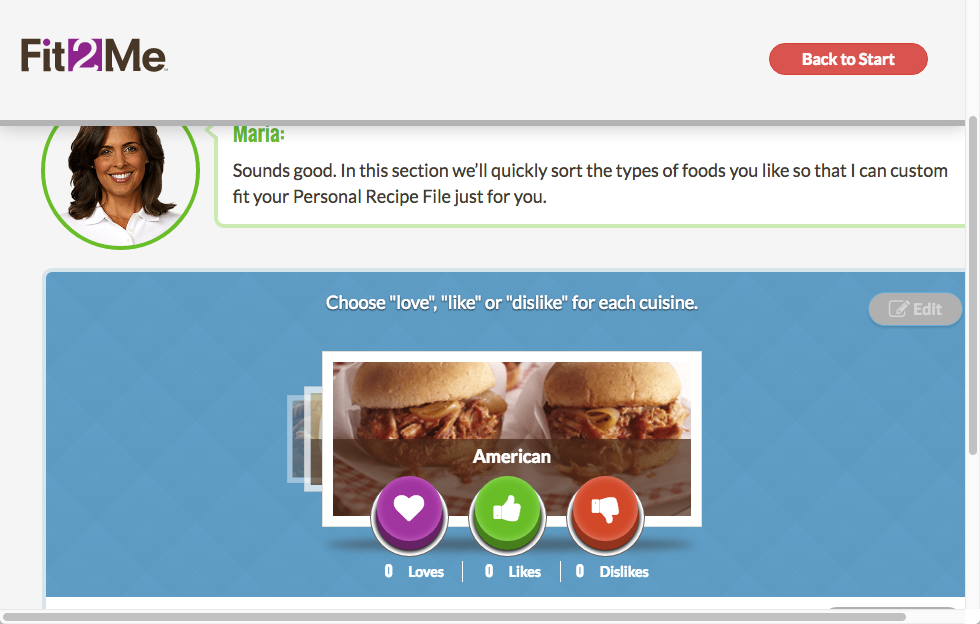 Fit2Me
Back to Start
Maria:
Sounds good. In this section we'll quickly sort the types of foods you like so that I can custom
fit your Personal Recipe File just for you.
Choose "love", "like" or "dislike" for each cuisine.
Edit
American
0 Loves 0 Likes 0 Dislikes